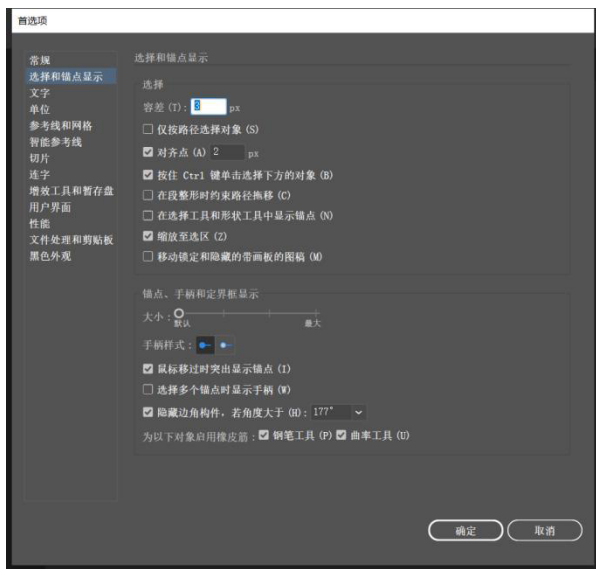 首选项
常规
选择和锚点显示
文字
单位
参考线和网格
智能参考线
切片
连字
增效工具和暂存盘
用户界面
性能
文件处理和剪贴板
黑色外观
选择和锚点显示
选择
容差 (T): 3 px
仅按路径选择对象 (S)
对齐点 (A) 2 px
按住 Ctrl 键单击选择下方的对象 (B)
在段整形时约束路径拖移 (C)
在选择工具和形状工具中显示锚点 (N)
缩放至选区 (Z)
移动锁定和隐藏的带画板的图稿 (M)
锚点、手柄和定界框显示
大小:
默认 最大
手柄样式:
鼠标移过时突出显示锚点 (I)
选择多个锚点时显示手柄 (W)
隐藏边角构件，若角度大于 (H): 177°
为以下对象启用橡皮筋: 钢笔工具 (P) 曲率工具 (U)
确定 取消